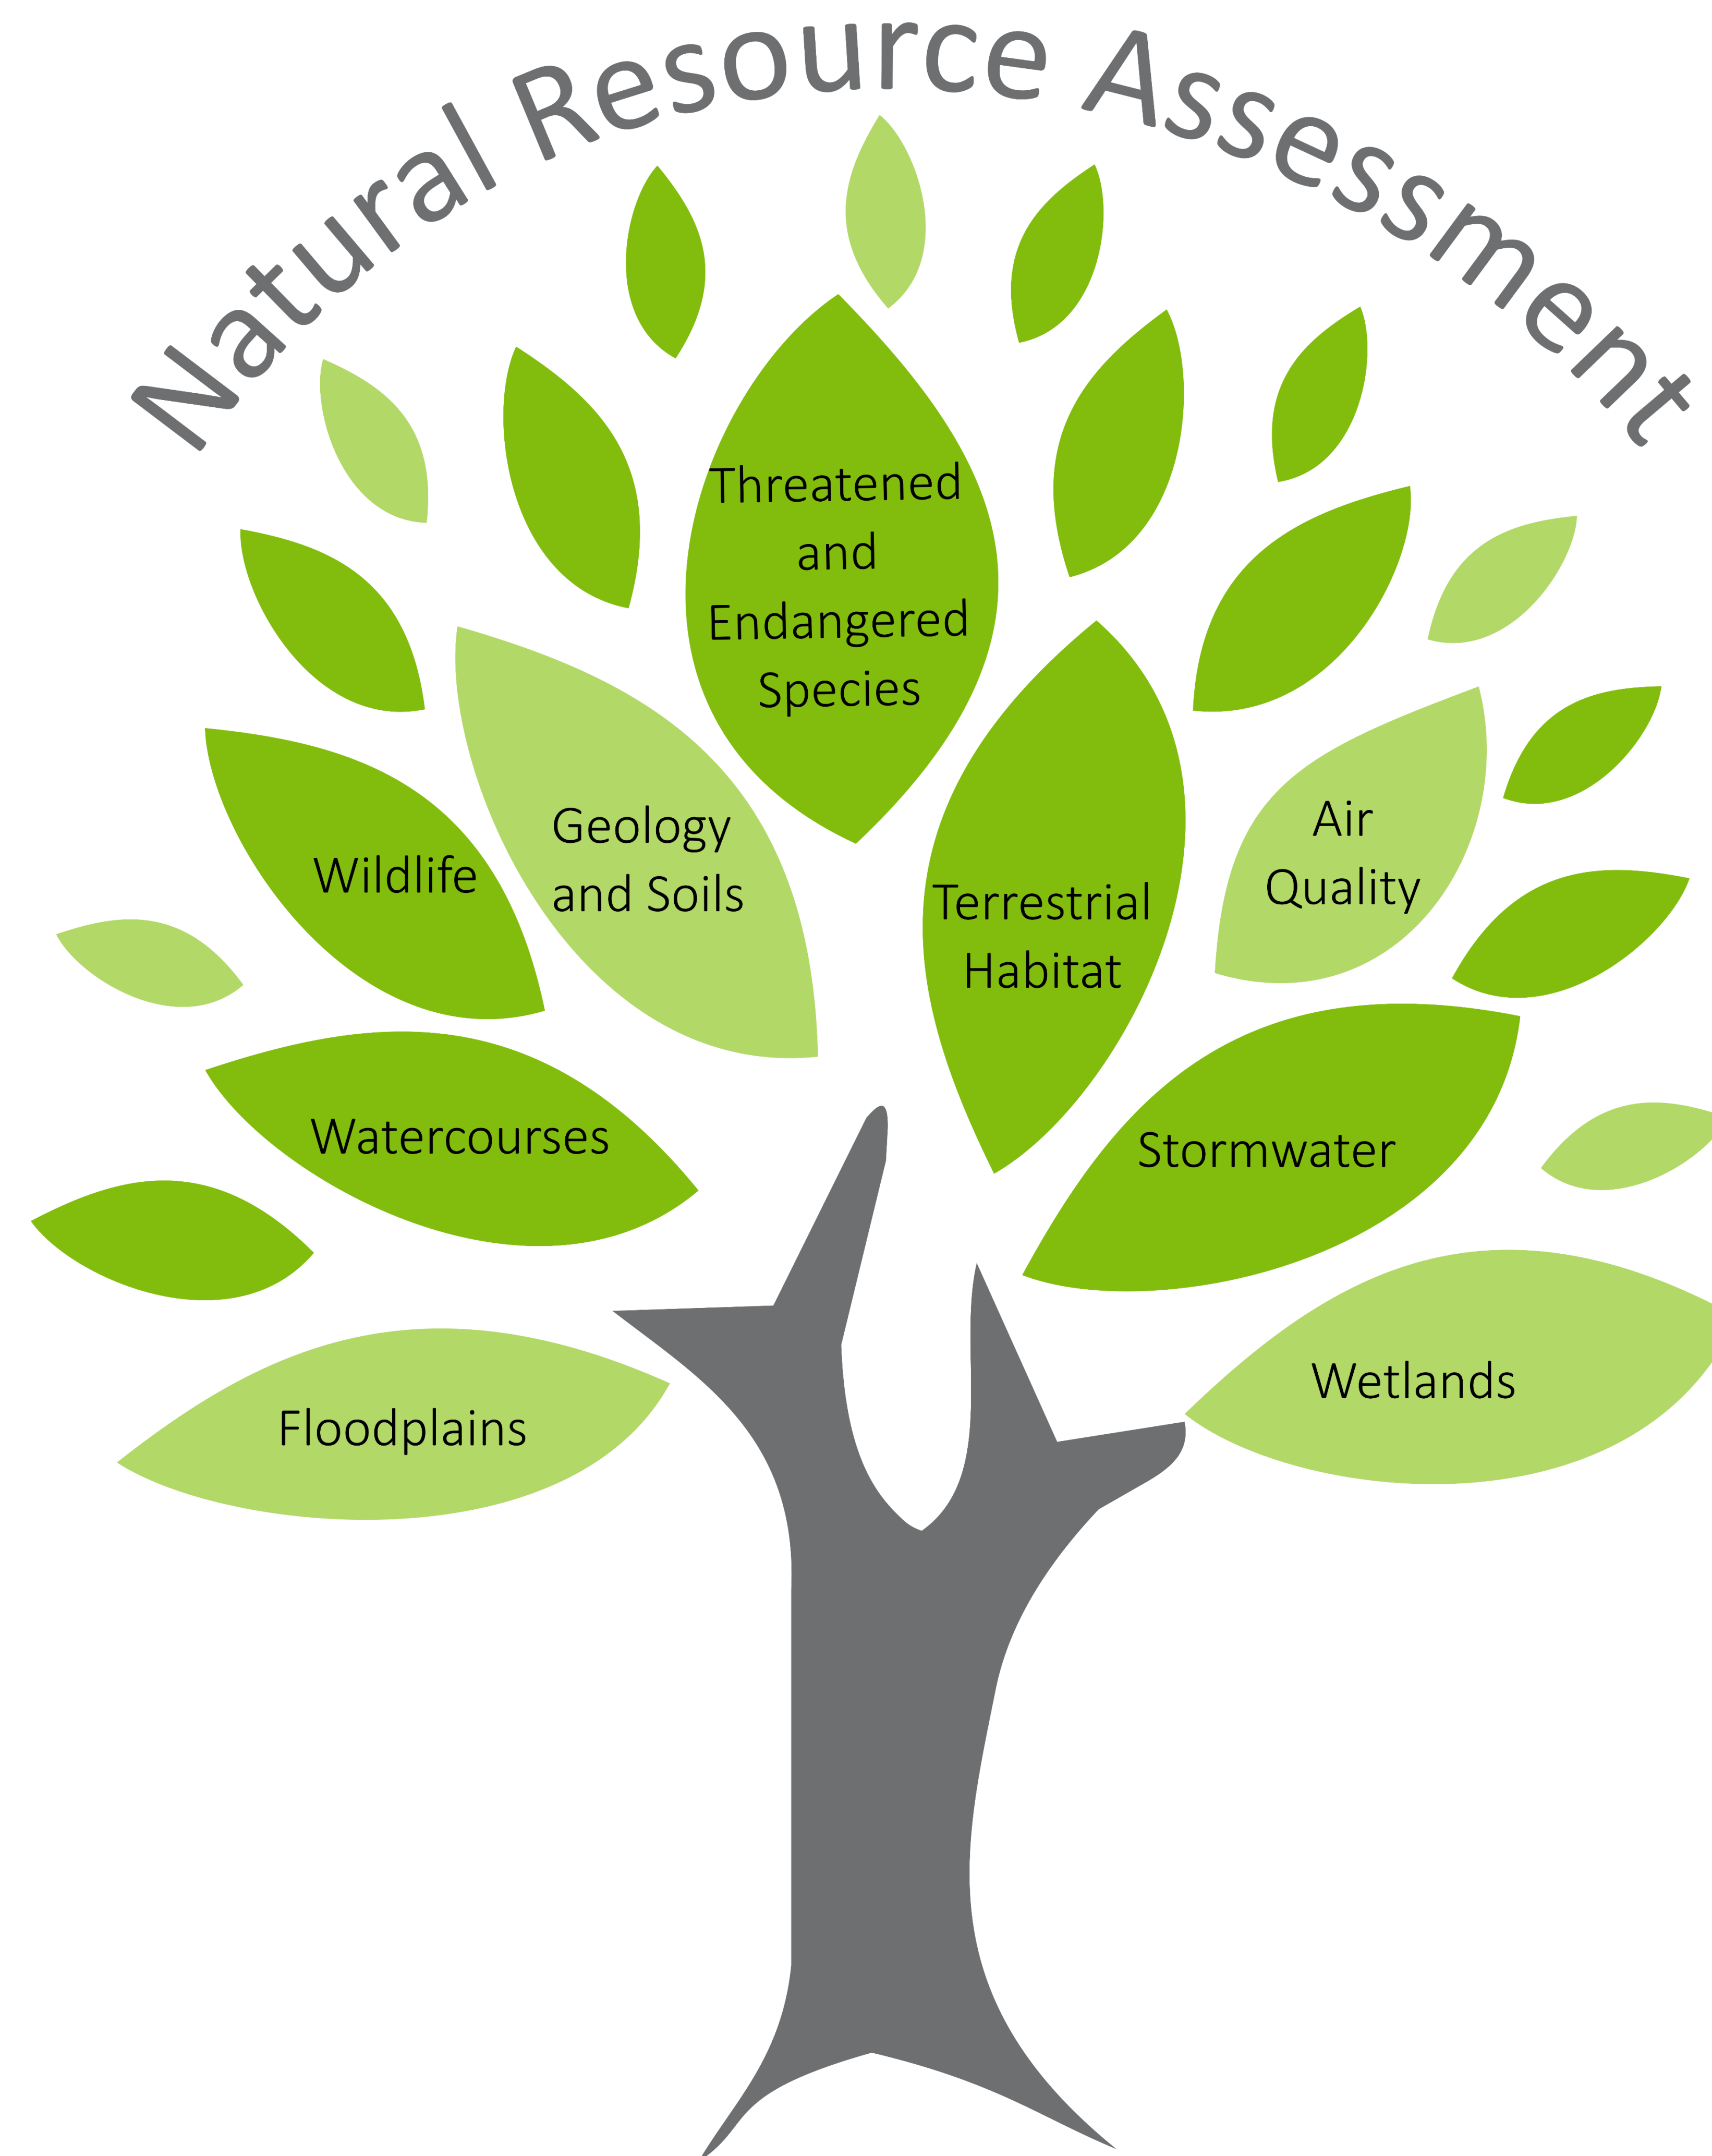 Natural Resource Assessment
Threatened
and
Endangered
Species
Geology
and Soils
Wildlife
Terrestrial
Habitat
Air
Quality
Watercourses
Stormwater
Floodplains
Wetlands